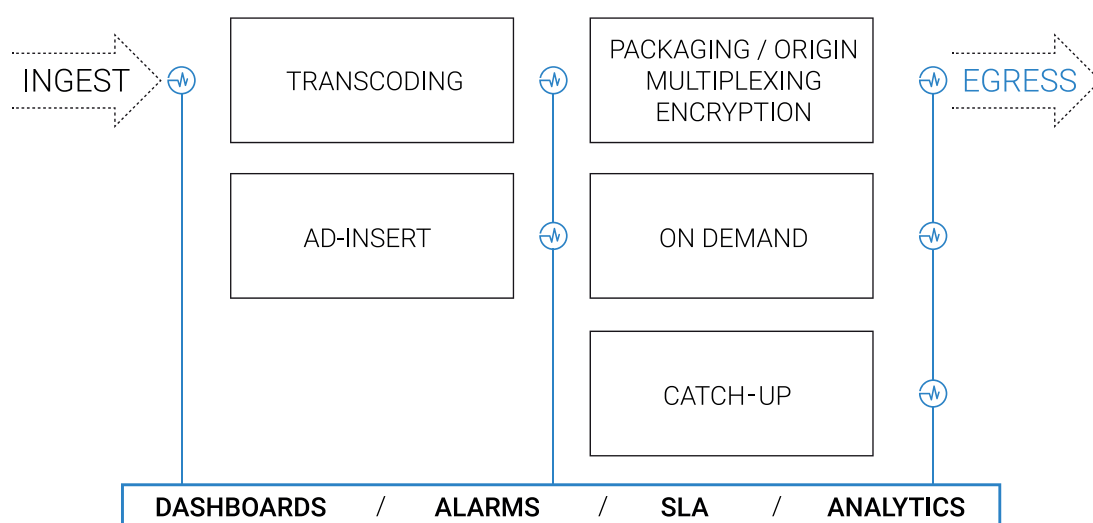 INGEST
TRANSCODING
PACKAGING / ORIGIN
MULTIPLEXING
ENCRYPTION
EGRESS
AD-INSERT
ON DEMAND
CATCH-UP
DASHBOARDS / ALARMS / SLA / ANALYTICS